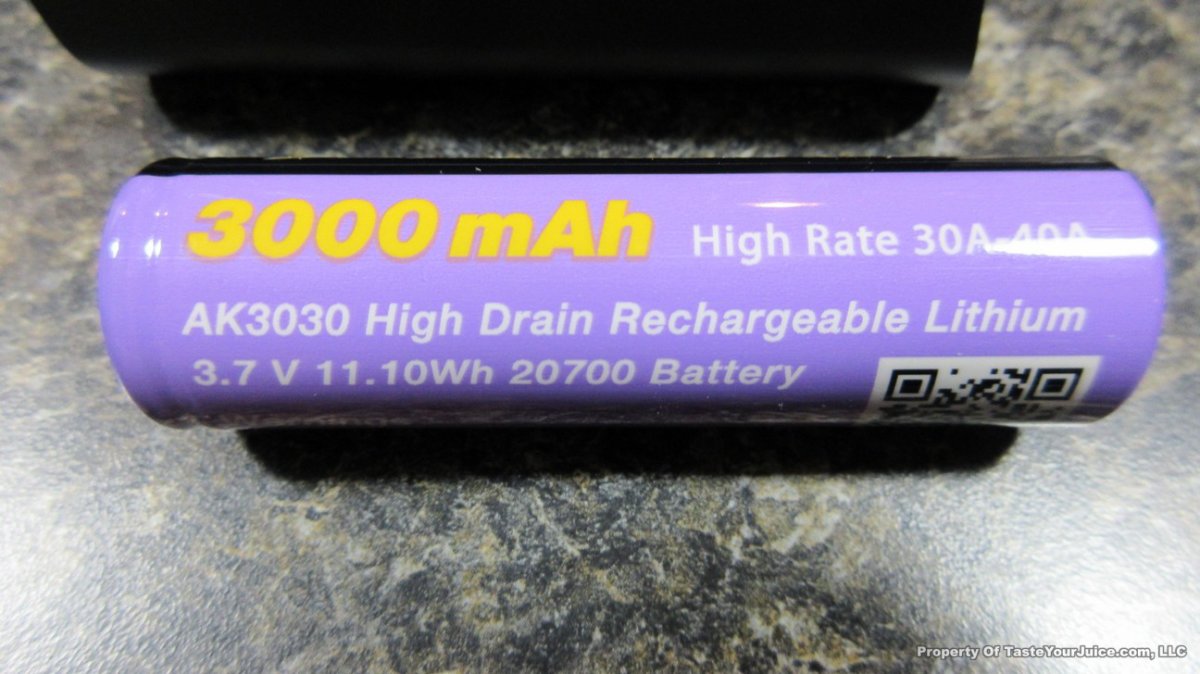 3000 mAh High Rate 30A-40A
AK3030 High Drain Rechargeable Lithium
3.7 V 11.10Wh 20700 Battery
Property Of TasteYourJuice.com, LLC